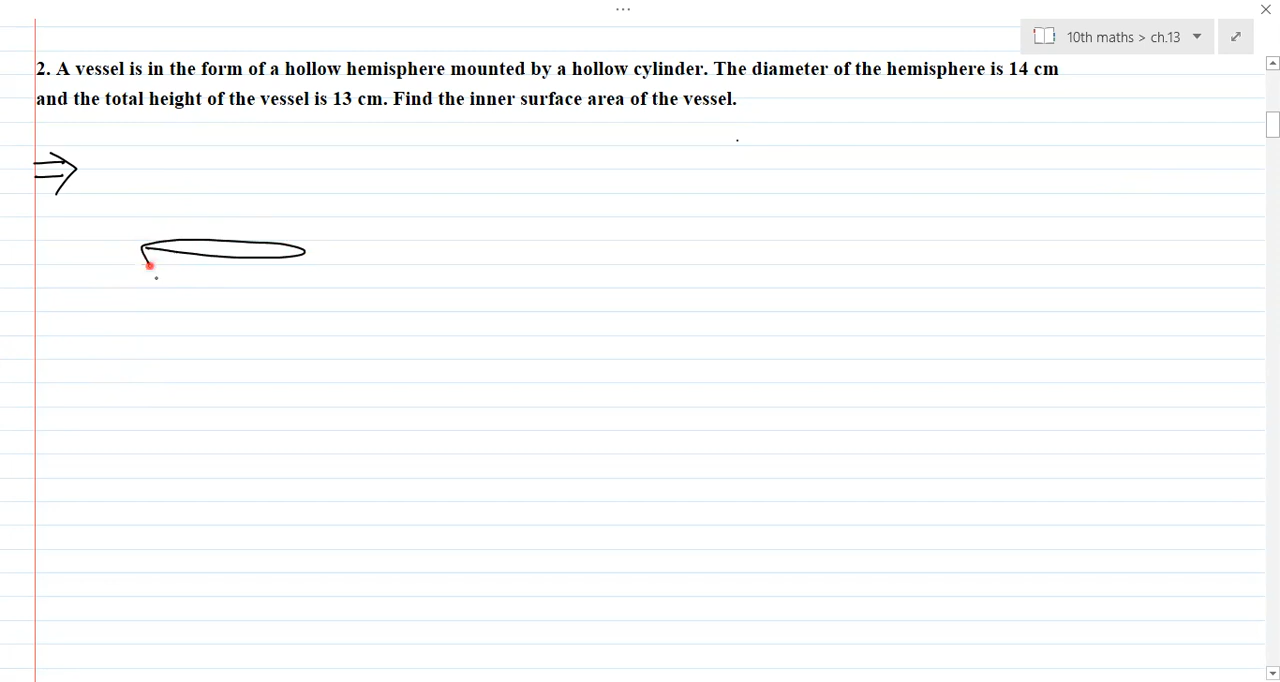 10th maths > ch.13
2. A vessel is in the form of a hollow hemisphere mounted by a hollow cylinder. The diameter of the hemisphere is 14 cm
and the total height of the vessel is 13 cm. Find the inner surface area of the vessel.